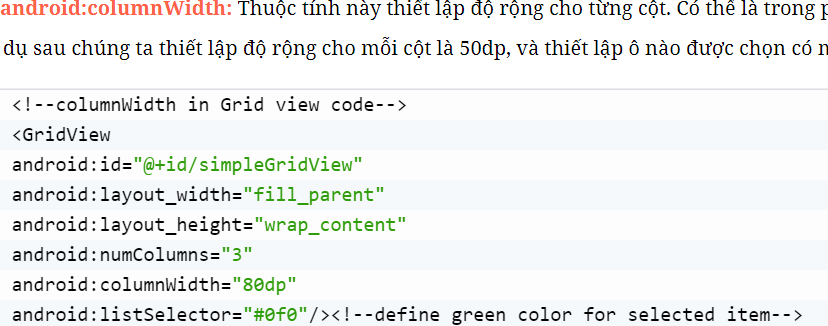 android:columnWidth: Thuộc tính này thiết lập độ rộng cho từng cột. Có thể là trong
dụ sau chúng ta thiết lập độ rộng cho mỗi cột là 50dp, và thiết lập ô nào được chọn có
<!--columnWidth in Grid view code-->
<GridView
android:id="@+id/simpleGridView"
android:layout_width="fill_parent"
android:layout_height="wrap_content"
android:numColumns="3"
android:columnWidth="80dp"
android:listSelector="#0f0"/><!--define green color for selected item-->